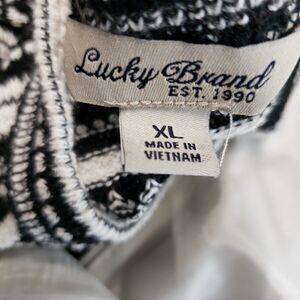 Lucky Brand
EST. 1990
XL
MADE IN
VIETNAM